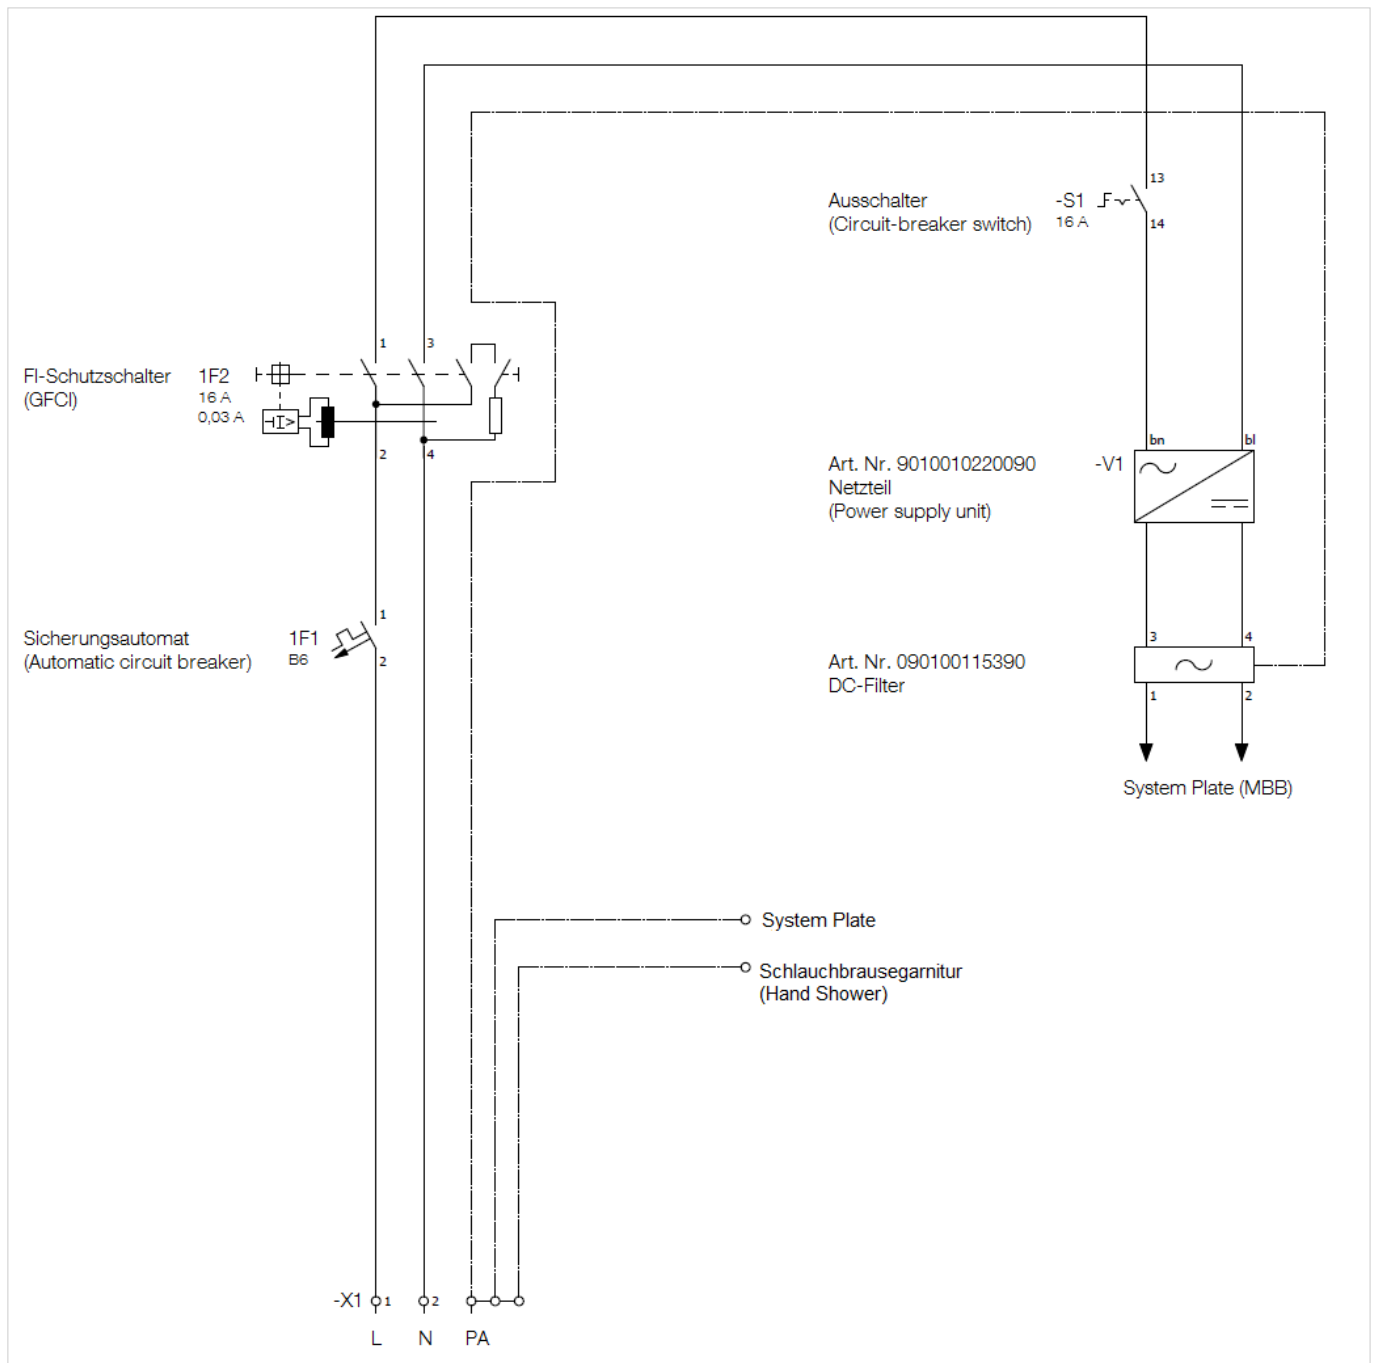 13
Ausschalter
-S1
(Circuit-breaker switch)
16 A
14
1
3
FI-Schutzschalter
1F2
(GFCI)
16 A
0,03 A
I>
2
4
bn
bl
Art. Nr. 9010010220090
-V1
Netzteil
(Power supply unit)
1
Sicherungsautomat
1F1
(Automatic circuit breaker)
B6
2
3
4
Art. Nr. 090100115390
DC-Filter
1
2
System Plate (MBB)
System Plate
Schlauchbrausegarnitur
(Hand Shower)
-X1
1
2
L
N
PA